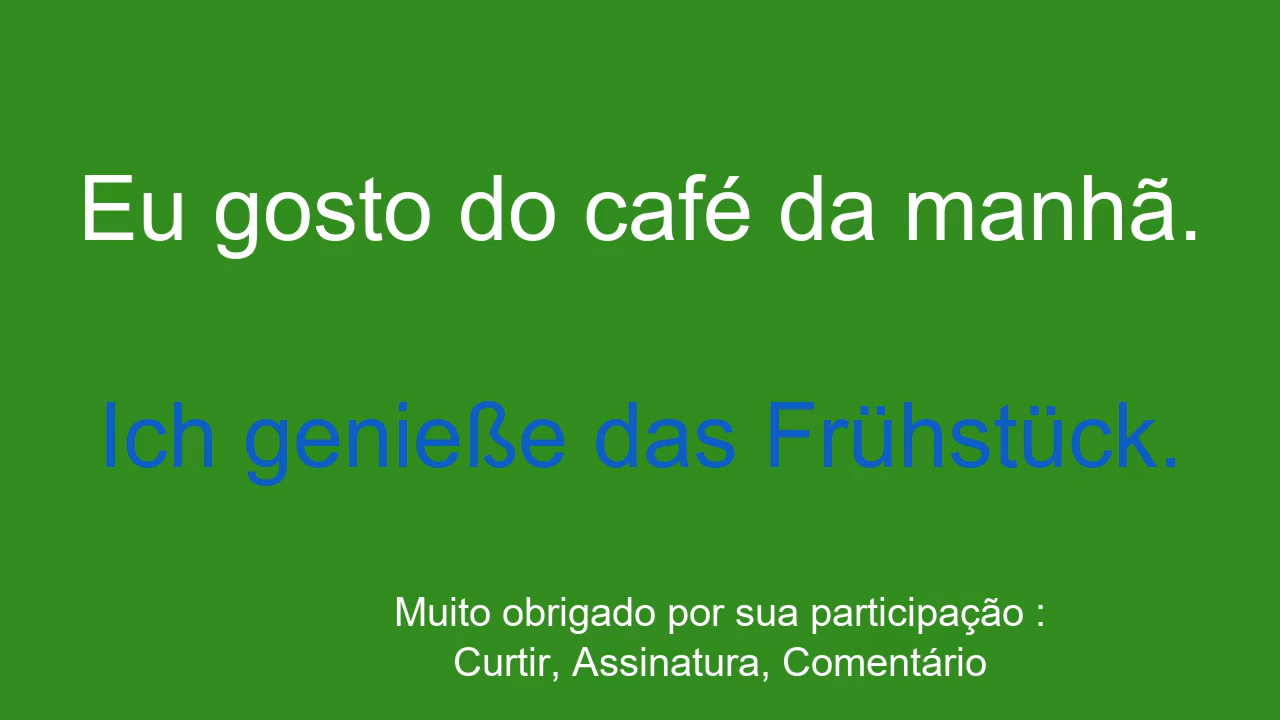 Eu gosto do café da manhã.
Ich genieße das Frühstück.
Muito obrigado por sua participação :
Curtir, Assinatura, Comentário